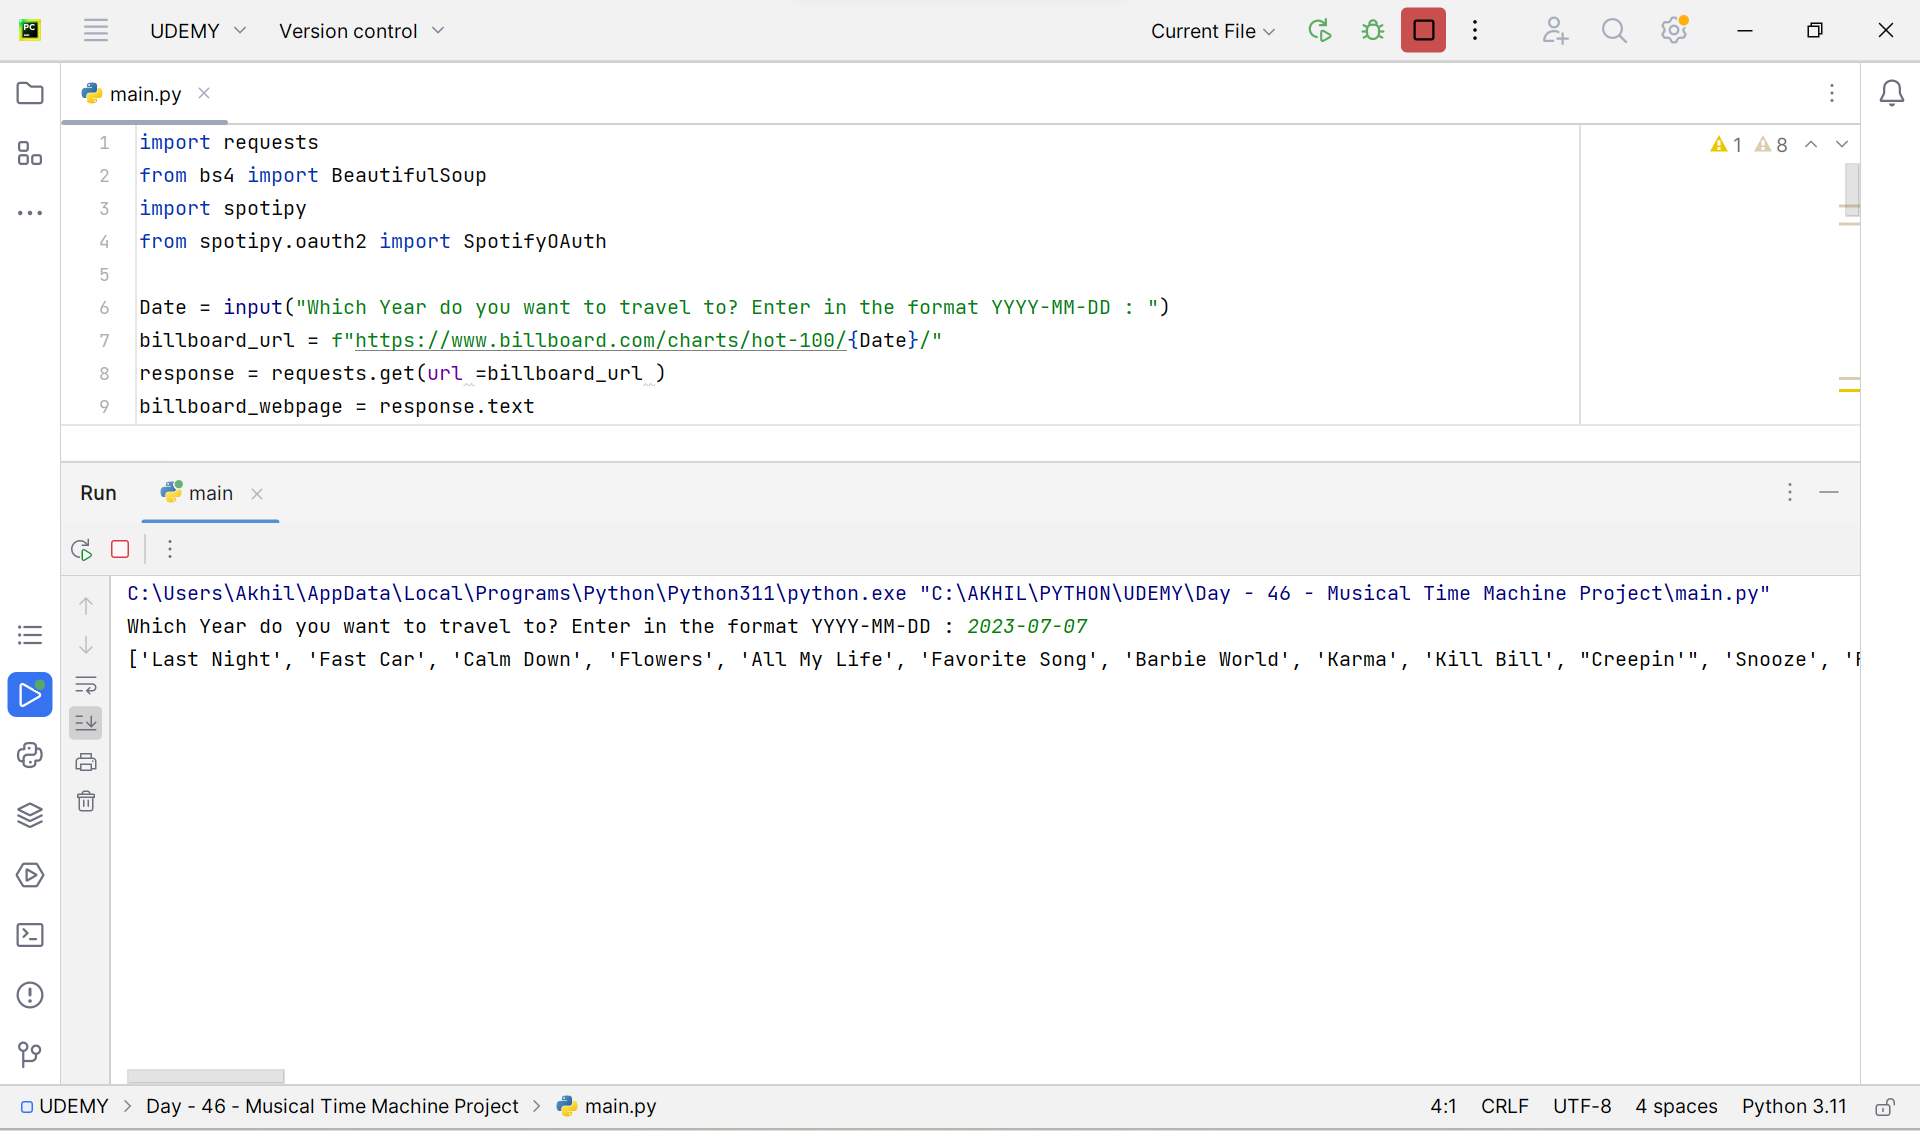 PC
UDEMY
Version control
Current File
main.py
1 8
1 import requests
2 from bs4 import BeautifulSoup
3 import spotipy
4 from spotipy.oauth2 import SpotifyOAuth
5
6 Date = input("Which Year do you want to travel to? Enter in the format YYYY-MM-DD : ")
7 billboard_url = f"https://www.billboard.com/charts/hot-100/{Date}/"
8 response = requests.get(url =billboard_url )
9 billboard_webpage = response.text
Run main
C:\Users\Akhil\AppData\Local\Programs\Python\Python311\python.exe "C:\AKHIL\PYTHON\UDEMY\Day - 46 - Musical Time Machine Project\main.py"
Which Year do you want to travel to? Enter in the format YYYY-MM-DD : 2023-07-07
['Last Night', 'Fast Car', 'Calm Down', 'Flowers', 'All My Life', 'Favorite Song', 'Barbie World', 'Karma', 'Kill Bill', "Creepin'", 'Snooze', '
UDEMY > Day - 46 - Musical Time Machine Project > main.py
4:1 CRLF UTF-8 4 spaces Python 3.11